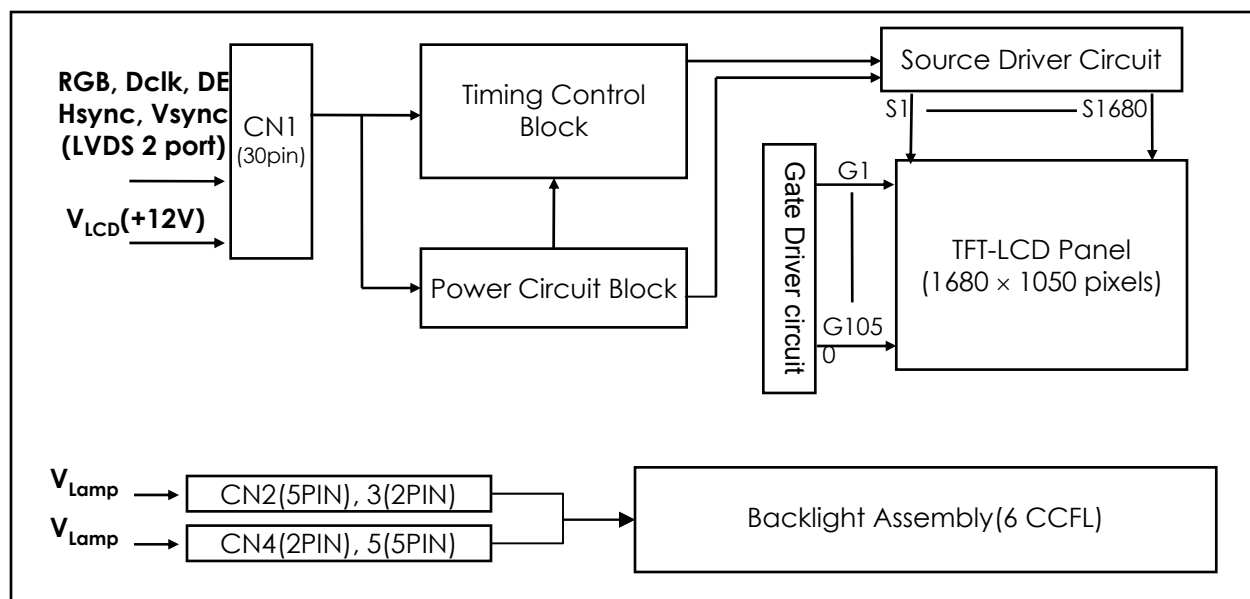 RGB, Dclk, DE
Hsync, Vsync
(LVDS 2 port)
VLCD(+12V)
CN1
(30pin)
Timing Control
Block
Power Circuit Block
Source Driver Circuit
S1
S1680
Gate Driver circuit
G1
G105
0
TFT-LCD Panel
(1680 × 1050 pixels)
VLamp
CN2(5PIN), 3(2PIN)
VLamp
CN4(2PIN), 5(5PIN)
Backlight Assembly(6 CCFL)